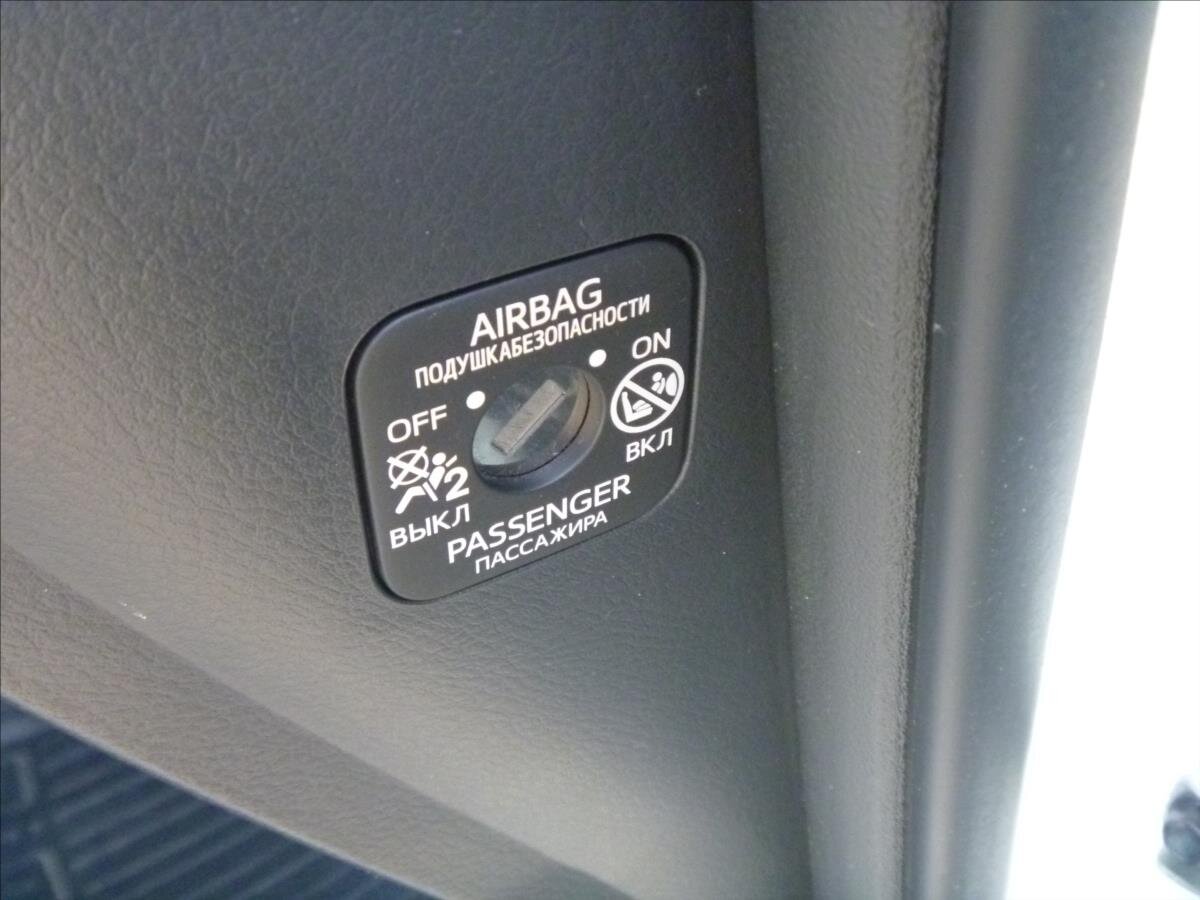 AIRBAG
ПОДУШКАБЕЗОПАСНОСТИ
OFF
ON
2
ВЫКЛ
ВКЛ
PASSENGER
ПАССАЖИРА